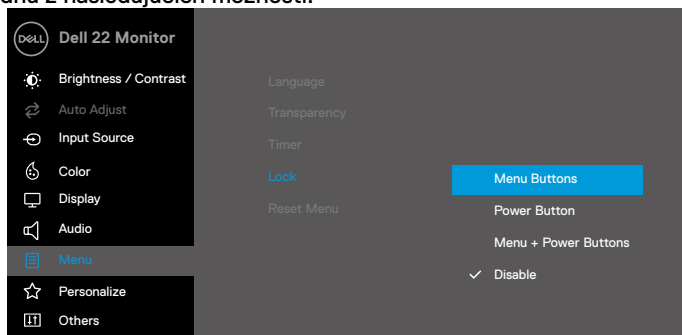 DELL
Dell 22 Monitor
Brightness / Contrast
Auto Adjust
Input Source
Color
Display
Audio
Menu
Personalize
Others
Language
Transparency
Timer
Lock
Reset Menu
Menu Buttons
Power Button
Menu + Power Buttons
Disable